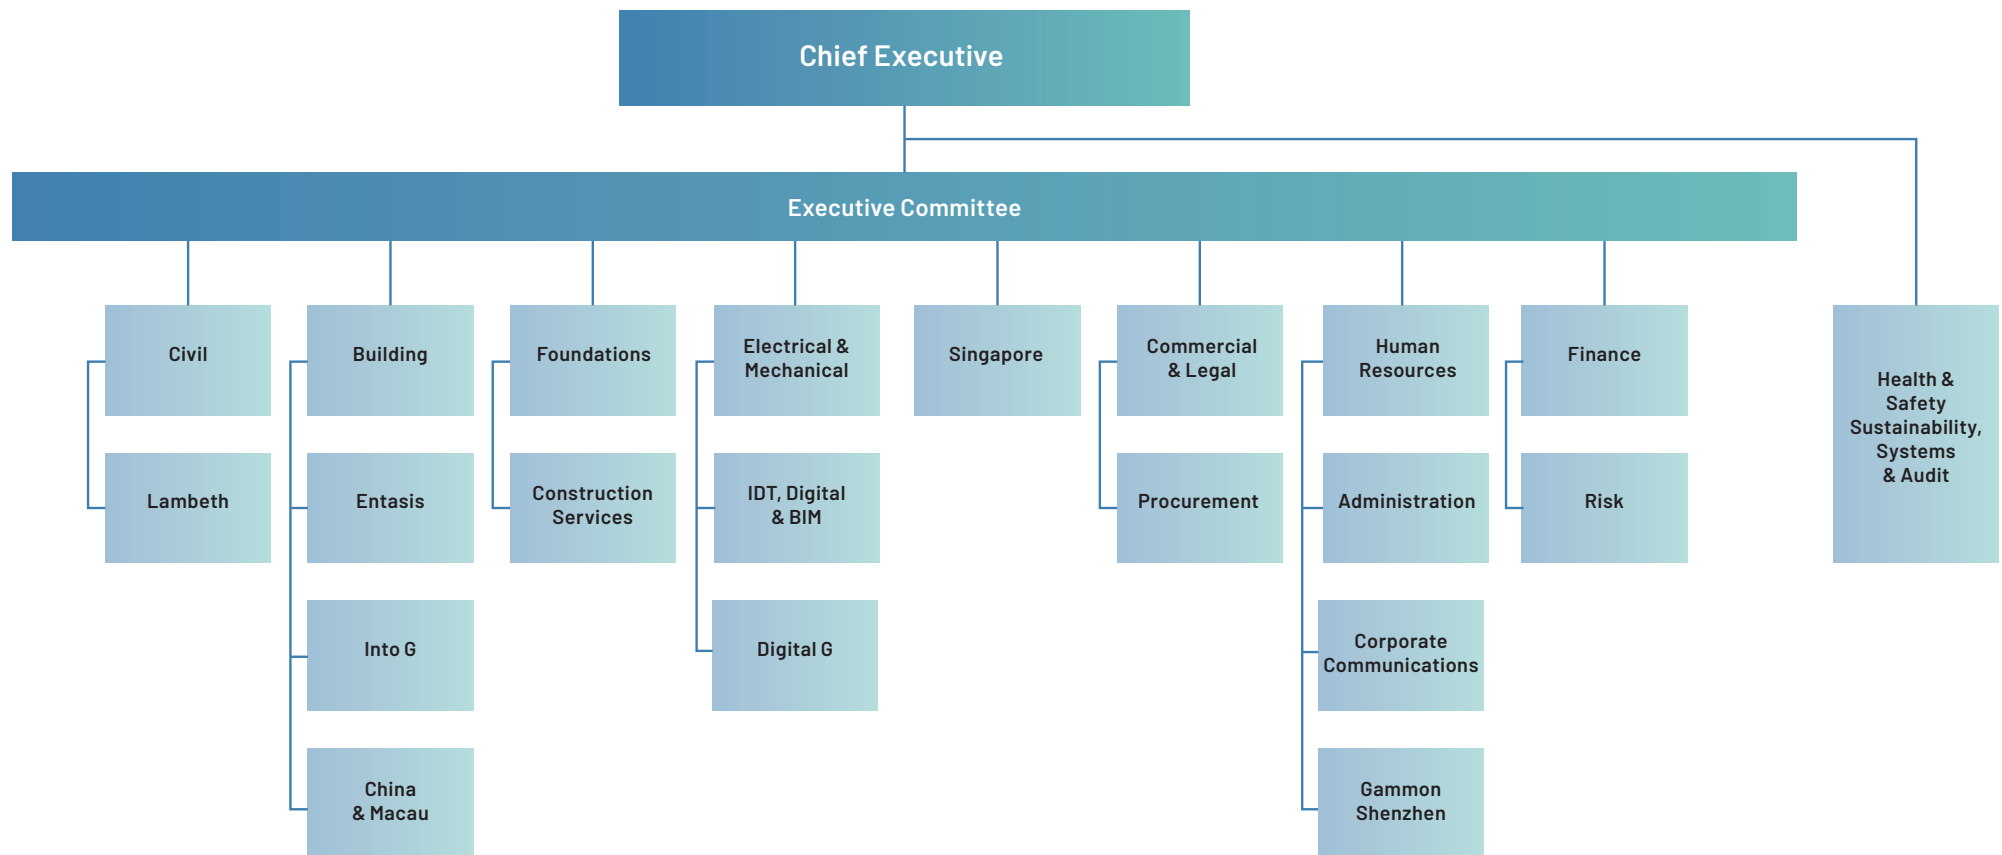 Chief Executive
Executive Committee
Civil
Building
Foundations
Electrical &
Mechanical
Singapore
Commercial
& Legal
Human
Resources
Finance
Health &
Safety
Sustainability,
Systems
& Audit
Lambeth
Entasis
Construction
Services
IDT, Digital
& BIM
Procurement
Administration
Risk
Into G
Digital G
Corporate
Communications
China
& Macau
Gammon
Shenzhen